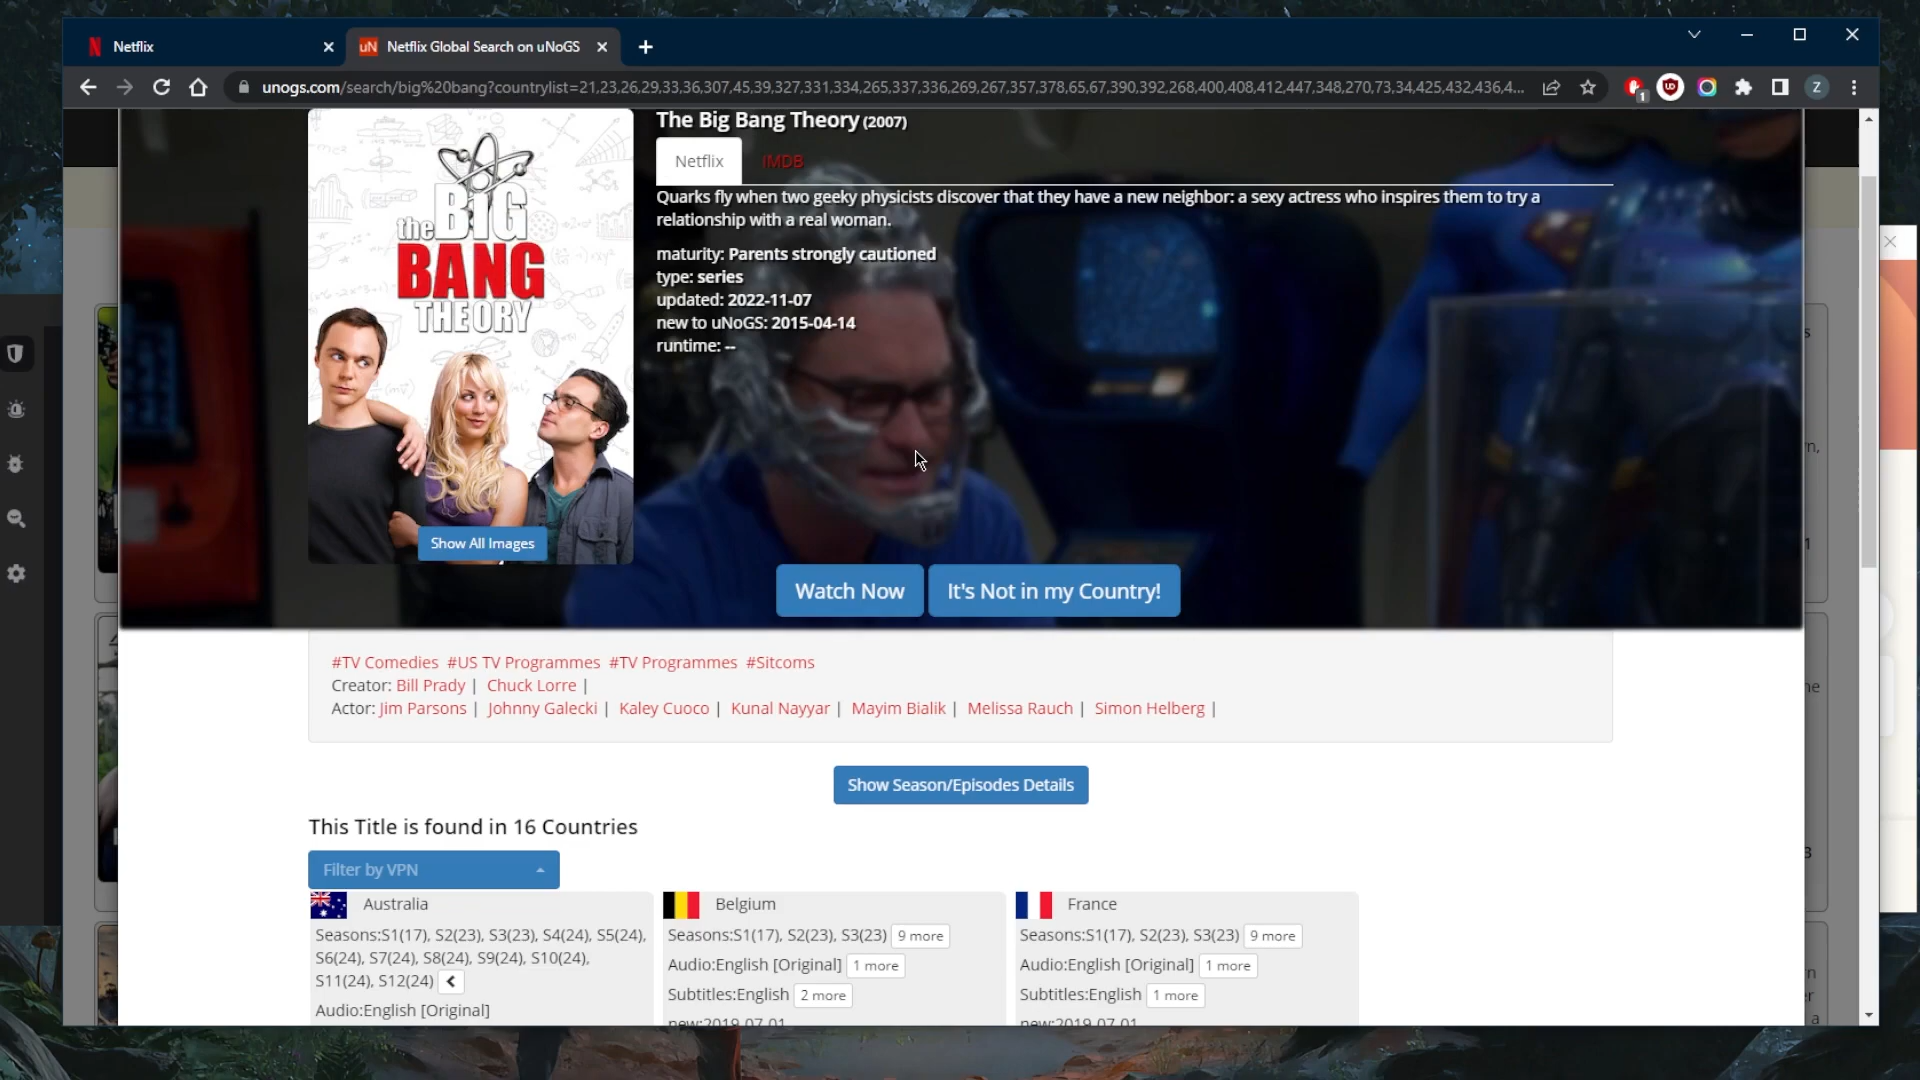 Netflix
uN Netflix Global Search on uNoGS
unogs.com/search/big%20bang?countrylist=21,23,26,29,33,36,307,45,39,327,331,334,265,337,336,269,267,357,378,65,67,390,392,268,400,408,412,447,348,270,73,34,425,432,436,4...
1
Z
the BIG
BANG
THEORY
Show All Images
The Big Bang Theory (2007)
Netflix IMDB
Quarks fly when two geeky physicists discover that they have a new neighbor: a sexy actress who inspires them to try a
relationship with a real woman.
maturity: Parents strongly cautioned
type: series
updated: 2022-11-07
new to uNoGS: 2015-04-14
runtime: --
Watch Now It's Not in my Country!
#TV Comedies #US TV Programmes #TV Programmes #Sitcoms
Creator: Bill Prady | Chuck Lorre |
Actor: Jim Parsons | Johnny Galecki | Kaley Cuoco | Kunal Nayyar | Mayim Bialik | Melissa Rauch | Simon Helberg |
Show Season/Episodes Details
This Title is found in 16 Countries
Filter by VPN
Australia
Seasons:S1(17), S2(23), S3(23), S4(24), S5(24),
S6(24), S7(24), S8(24), S9(24), S10(24),
S11(24), S12(24)
Audio:English [Original]
Belgium
Seasons:S1(17), S2(23), S3(23) 9 more
Audio:English [Original] 1 more
Subtitles:English 2 more
new:2019-07-01
France
Seasons:S1(17), S2(23), S3(23) 9 more
Audio:English [Original] 1 more
Subtitles:English 1 more
new:2019-07-01